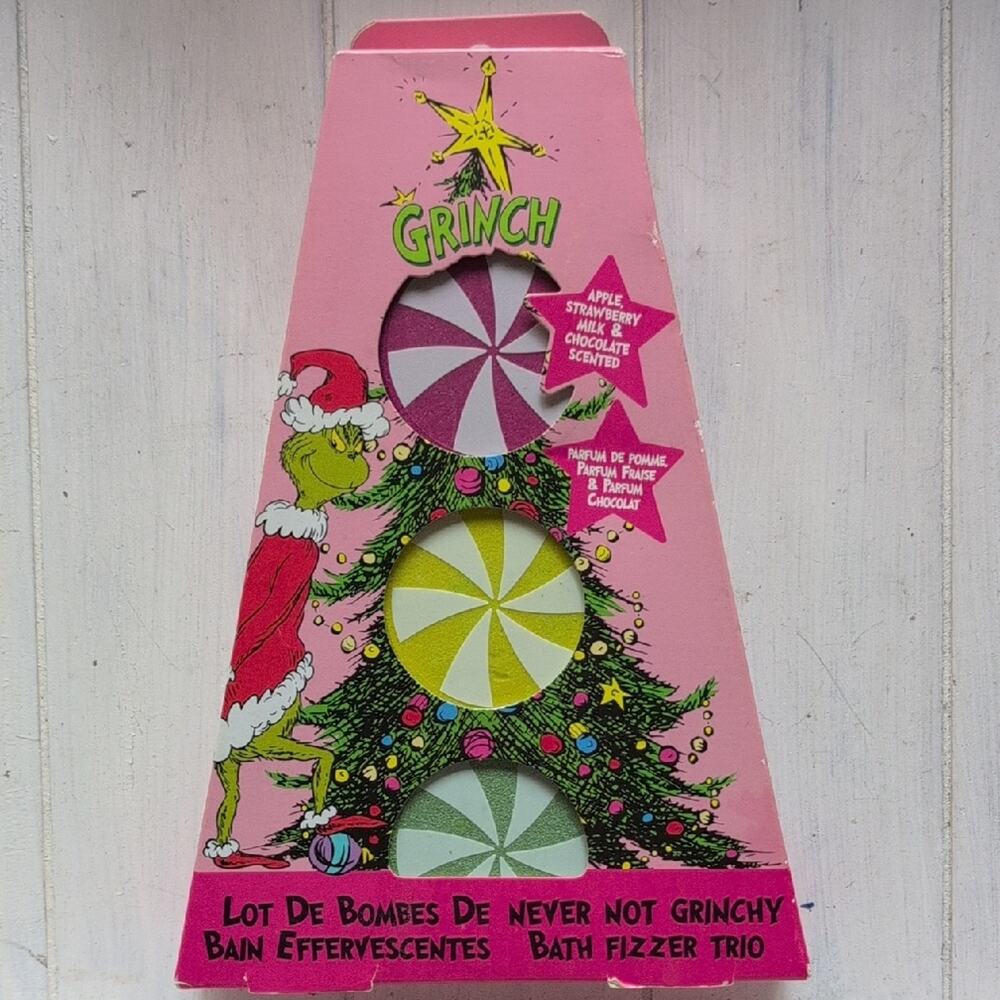 GRINCH
APPLE,
STRAWBERRY
MILK &
CHOCOLATE
SCENTED
PARFUM DE POMME,
PARFUM FRAISE
& PARFUM
CHOCOLAT
LOT DE BOMBES DE
BAIN EFFERVESCENTES
NEVER NOT GRINCHY
BATH FIZZER TRIO